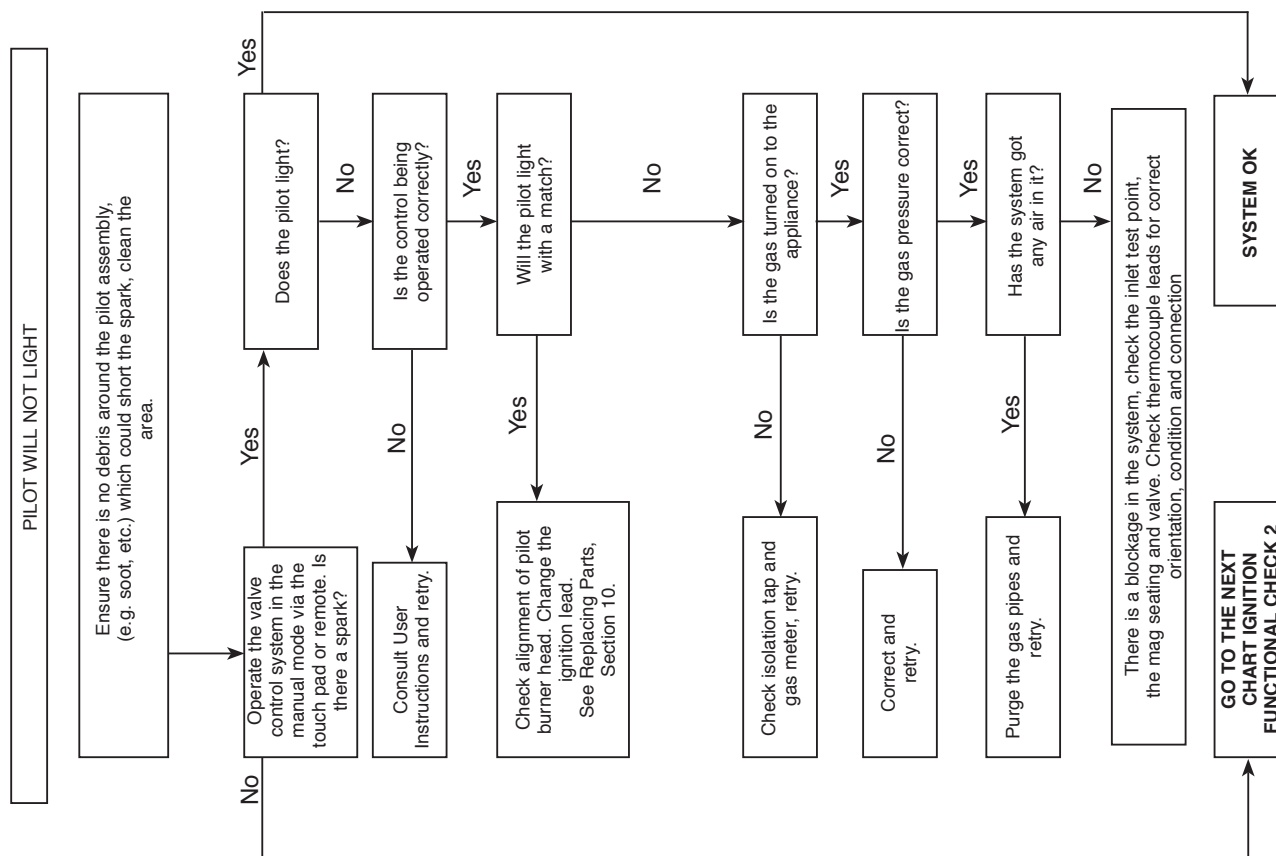 PILOT WILL NOT LIGHT
Ensure there is no debris around the pilot assembly,
(e.g. soot, etc.) which could short the spark, clean the
area.
Operate the valve
control system in the
manual mode via the
touch pad or remote. Is
there a spark?
No
Yes
Does the pilot light?
Yes
No
Is the control being
operated correctly?
No
Consult User
Instructions and retry.
Yes
Will the pilot light
with a match?
Yes
Check alignment of pilot
burner head. Change the
ignition lead.
See Replacing Parts,
Section 10.
No
Is the gas turned on to the
appliance?
No
Check isolation tap and
gas meter, retry.
Yes
Is the gas pressure correct?
No
Correct and
retry.
Yes
Has the system got
any air in it?
Yes
Purge the gas pipes and
retry.
No
There is a blockage in the system, check the inlet test point,
the mag seating and valve. Check thermocouple leads for correct
orientation, condition and connection
GO TO THE NEXT
CHART IGNITION
FUNCTIONAL CHECK 2
SYSTEM OK